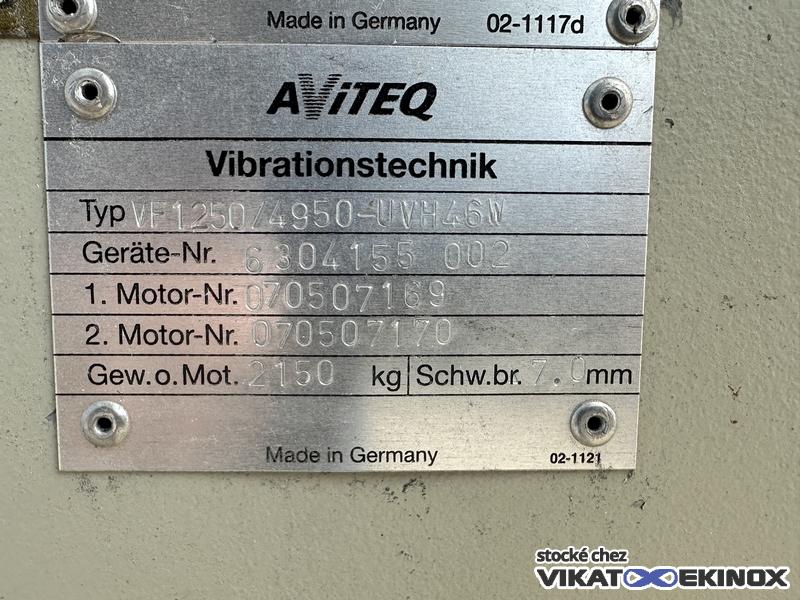 Made in Germany 02-1117d
AViTEQ
Vibrationstechnik
Typ VF1250/4950-UVH46W
Geräte-Nr. 6304155 002
1. Motor-Nr. 070507169
2. Motor-Nr. 070507170
Gew.o.Mot. 2150 kg Schw.br. 7.0 mm
Made in Germany 02-1121
stocké chez
VIKAT EKINOX